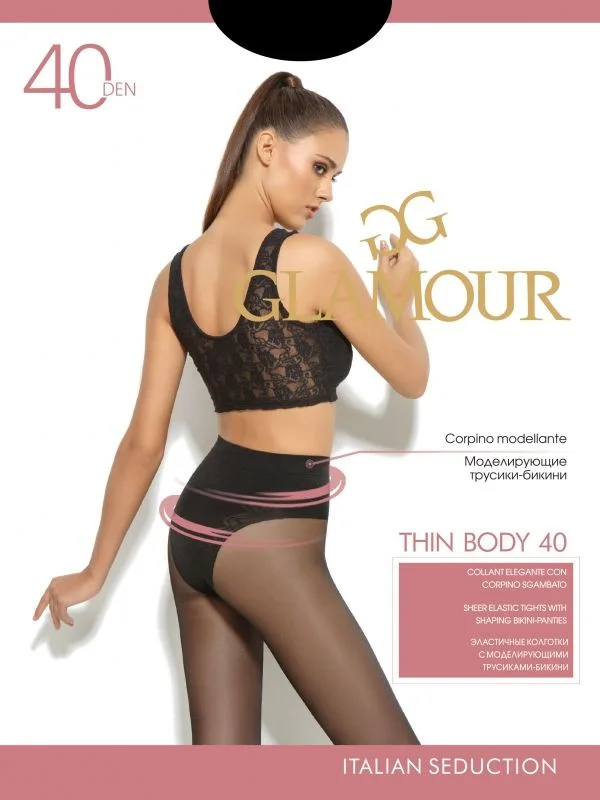 40
DEN
GG
GLAMOUR
Corpino modellante
Моделирующие
трусики-бикини
THIN BODY 40
COLLANT ELEGANTE CON
CORPINO SGAMBATO
SHEER ELASTIC TIGHTS WITH
SHAPING BIKINI-PANTIES
ЭЛАСТИЧНЫЕ КОЛГОТКИ
С МОДЕЛИРУЮЩИМИ
ТРУСИКАМИ-БИКИНИ
ITALIAN SEDUCTION